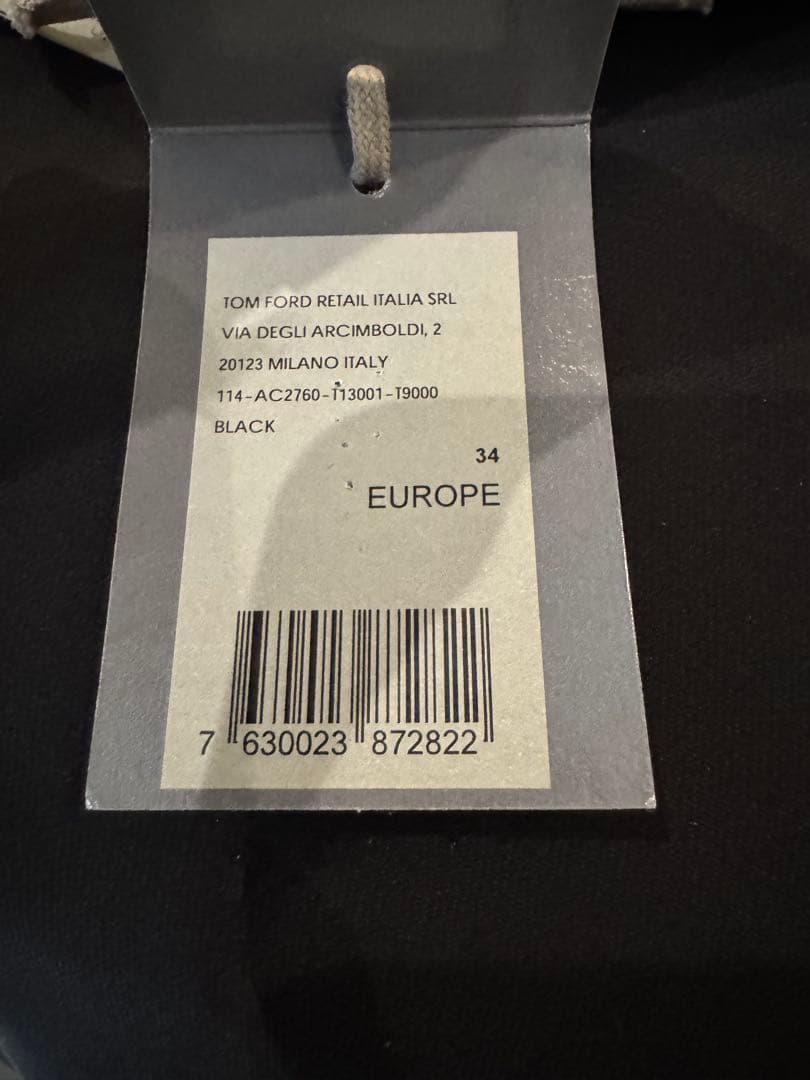 TOM FORD RETAIL ITALIA SRL
VIA DEGLI ARCIMBOLDI, 2
20123 MILANO ITALY
114-AC2760-T13001-T9000
BLACK
34
EUROPE
7 630023 872822